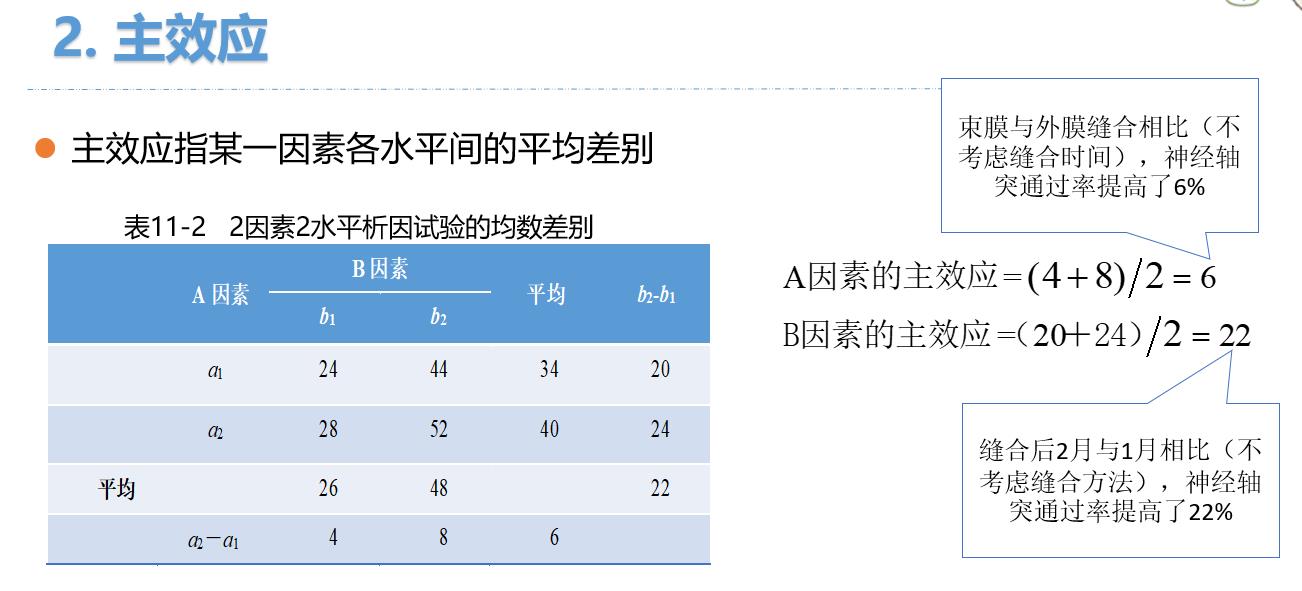 2. 主效应
主效应指某一因素各水平间的平均差别
束膜与外膜缝合相比（不
考虑缝合时间），神经轴
突通过率提高了6%
表11-2 2因素2水平析因试验的均数差别
A 因素 B 因素 平均 b₂-b₁
b₁ b₂
a₁ 24 44 34 20
a₂ 28 52 40 24
平均 26 48 22
a₂－a₁ 4 8 6
A因素的主效应=(4+8)/2=6
B因素的主效应=（20+24）/2=22
缝合后2月与1月相比（不
考虑缝合方法），神经轴
突通过率提高了22%